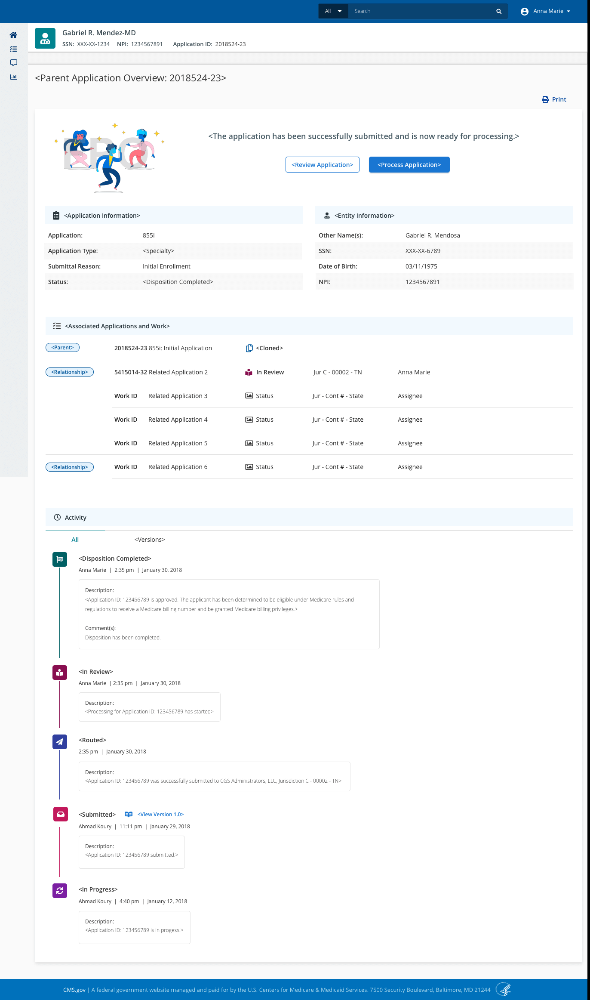 All Search Anna Marie
Gabriel R. Mendez-MD
SSN: XXX-XX-1234 NPI: 1234567891 Application ID: 2018524-23
<Parent Application Overview: 2018524-23>
Print
<The application has been successfully submitted and is now ready for processing.>
<Review Application> <Process Application>
<Application Information>
Application: 855I
Application Type: <Specialty>
Submittal Reason: Initial Enrollment
Status: <Disposition Completed>
<Entity Information>
Other Name(s): Gabriel R. Mendosa
SSN: XXX-XX-6789
Date of Birth: 03/11/1975
NPI: 1234567891
<Associated Applications and Work>
<Parent> 2018524-23 855i: Initial Application <Cloned>
<Relationship> 5415014-32 Related Application 2 In Review Jur C - 00002 - TN Anna Marie
Work ID Related Application 3 Status Jur - Cont # - State Assignee
Work ID Related Application 4 Status Jur - Cont # - State Assignee
Work ID Related Application 5 Status Jur - Cont # - State Assignee
<Relationship> Work ID Related Application 6 Status Jur - Cont # - State Assignee
Activity
All <Versions>
<Disposition Completed>
Anna Marie | 2:35 pm | January 30, 2018
Description:
<Application ID: 123456789 is approved. The applicant has been determined to be eligible under Medicare rules and
regulations to receive a Medicare billing number and be granted Medicare billing privileges.>
Comment(s):
Disposition has been completed.
<In Review>
Anna Marie | 2:35 pm | January 30, 2018
Description:
<Processing for Application ID: 123456789 has started>
<Routed>
2:35 pm | January 30, 2018
Description:
<Application ID: 123456789 was successfully submitted to CGS Administrators, LLC, Jurisdiction C - 00002 - TN>
<Submitted> <View Version 1.0>
Ahmad Koury | 11:11 pm | January 29, 2018
Description:
<Application ID: 123456789 submitted.>
<In Progress>
Ahmad Koury | 4:40 pm | January 12, 2018
Description:
<Application ID: 123456789 is in progess.>
CMS.gov | A federal government website managed and paid for by the U.S. Centers for Medicare & Medicaid Services. 7500 Security Boulevard, Baltimore, MD 21244